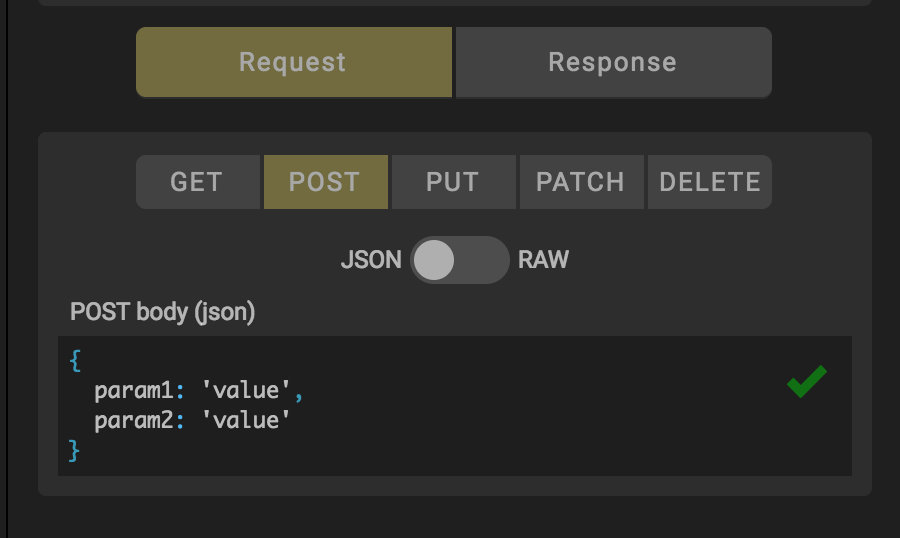 Request Response
GET POST PUT PATCH DELETE
JSON RAW
POST body (json)
{
  param1: 'value',
  param2: 'value'
}